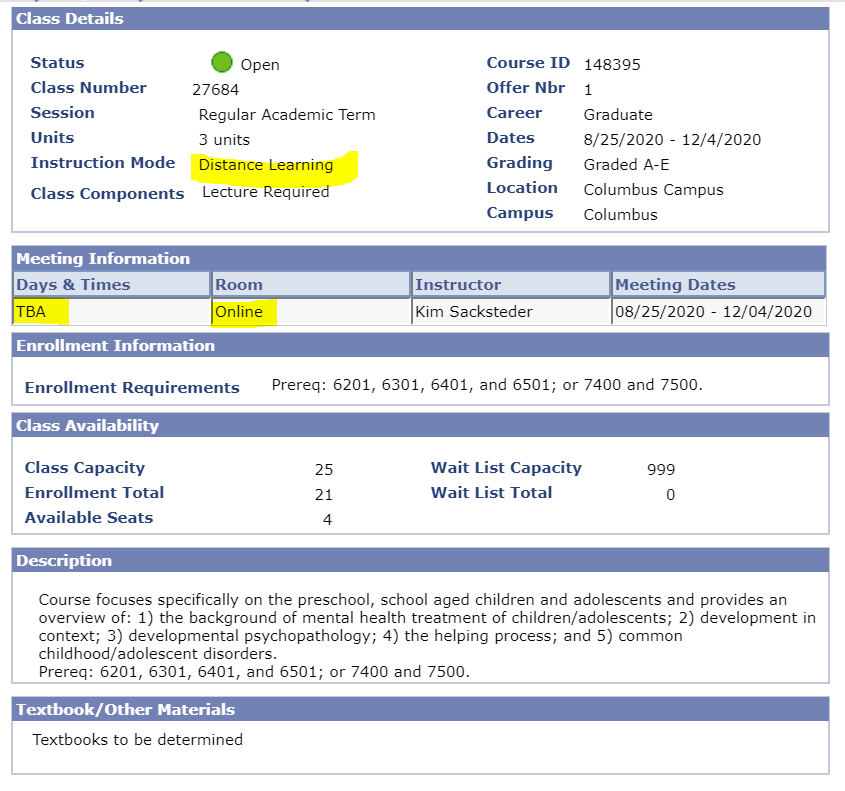 Class Details
Status Open Course ID 148395
Class Number 27684 Offer Nbr 1
Session Regular Academic Term Career Graduate
Units 3 units Dates 8/25/2020 - 12/4/2020
Instruction Mode Distance Learning Grading Graded A-E
Class Components Lecture Required Location Columbus Campus
Campus Columbus
Meeting Information
Days & Times Room Instructor Meeting Dates
TBA Online Kim Sacksteder 08/25/2020 - 12/04/2020
Enrollment Information
Enrollment Requirements Prereq: 6201, 6301, 6401, and 6501; or 7400 and 7500.
Class Availability
Class Capacity 25 Wait List Capacity 999
Enrollment Total 21 Wait List Total 0
Available Seats 4
Description
Course focuses specifically on the preschool, school aged children and adolescents and provides an
overview of: 1) the background of mental health treatment of children/adolescents; 2) development in
context; 3) developmental psychopathology; 4) the helping process; and 5) common
childhood/adolescent disorders.
Prereq: 6201, 6301, 6401, and 6501; or 7400 and 7500.
Textbook/Other Materials
Textbooks to be determined